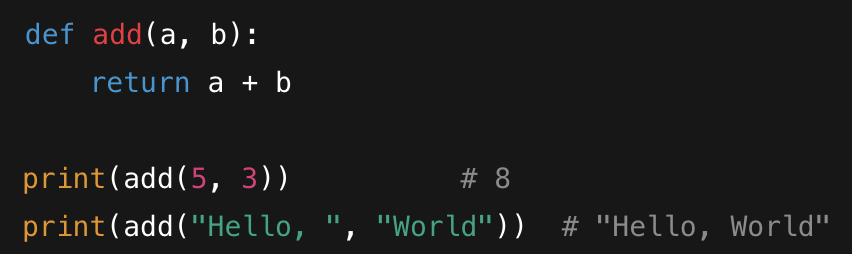 def add(a, b):
    return a + b

print(add(5, 3))          # 8
print(add("Hello, ", "World"))  # "Hello, World"